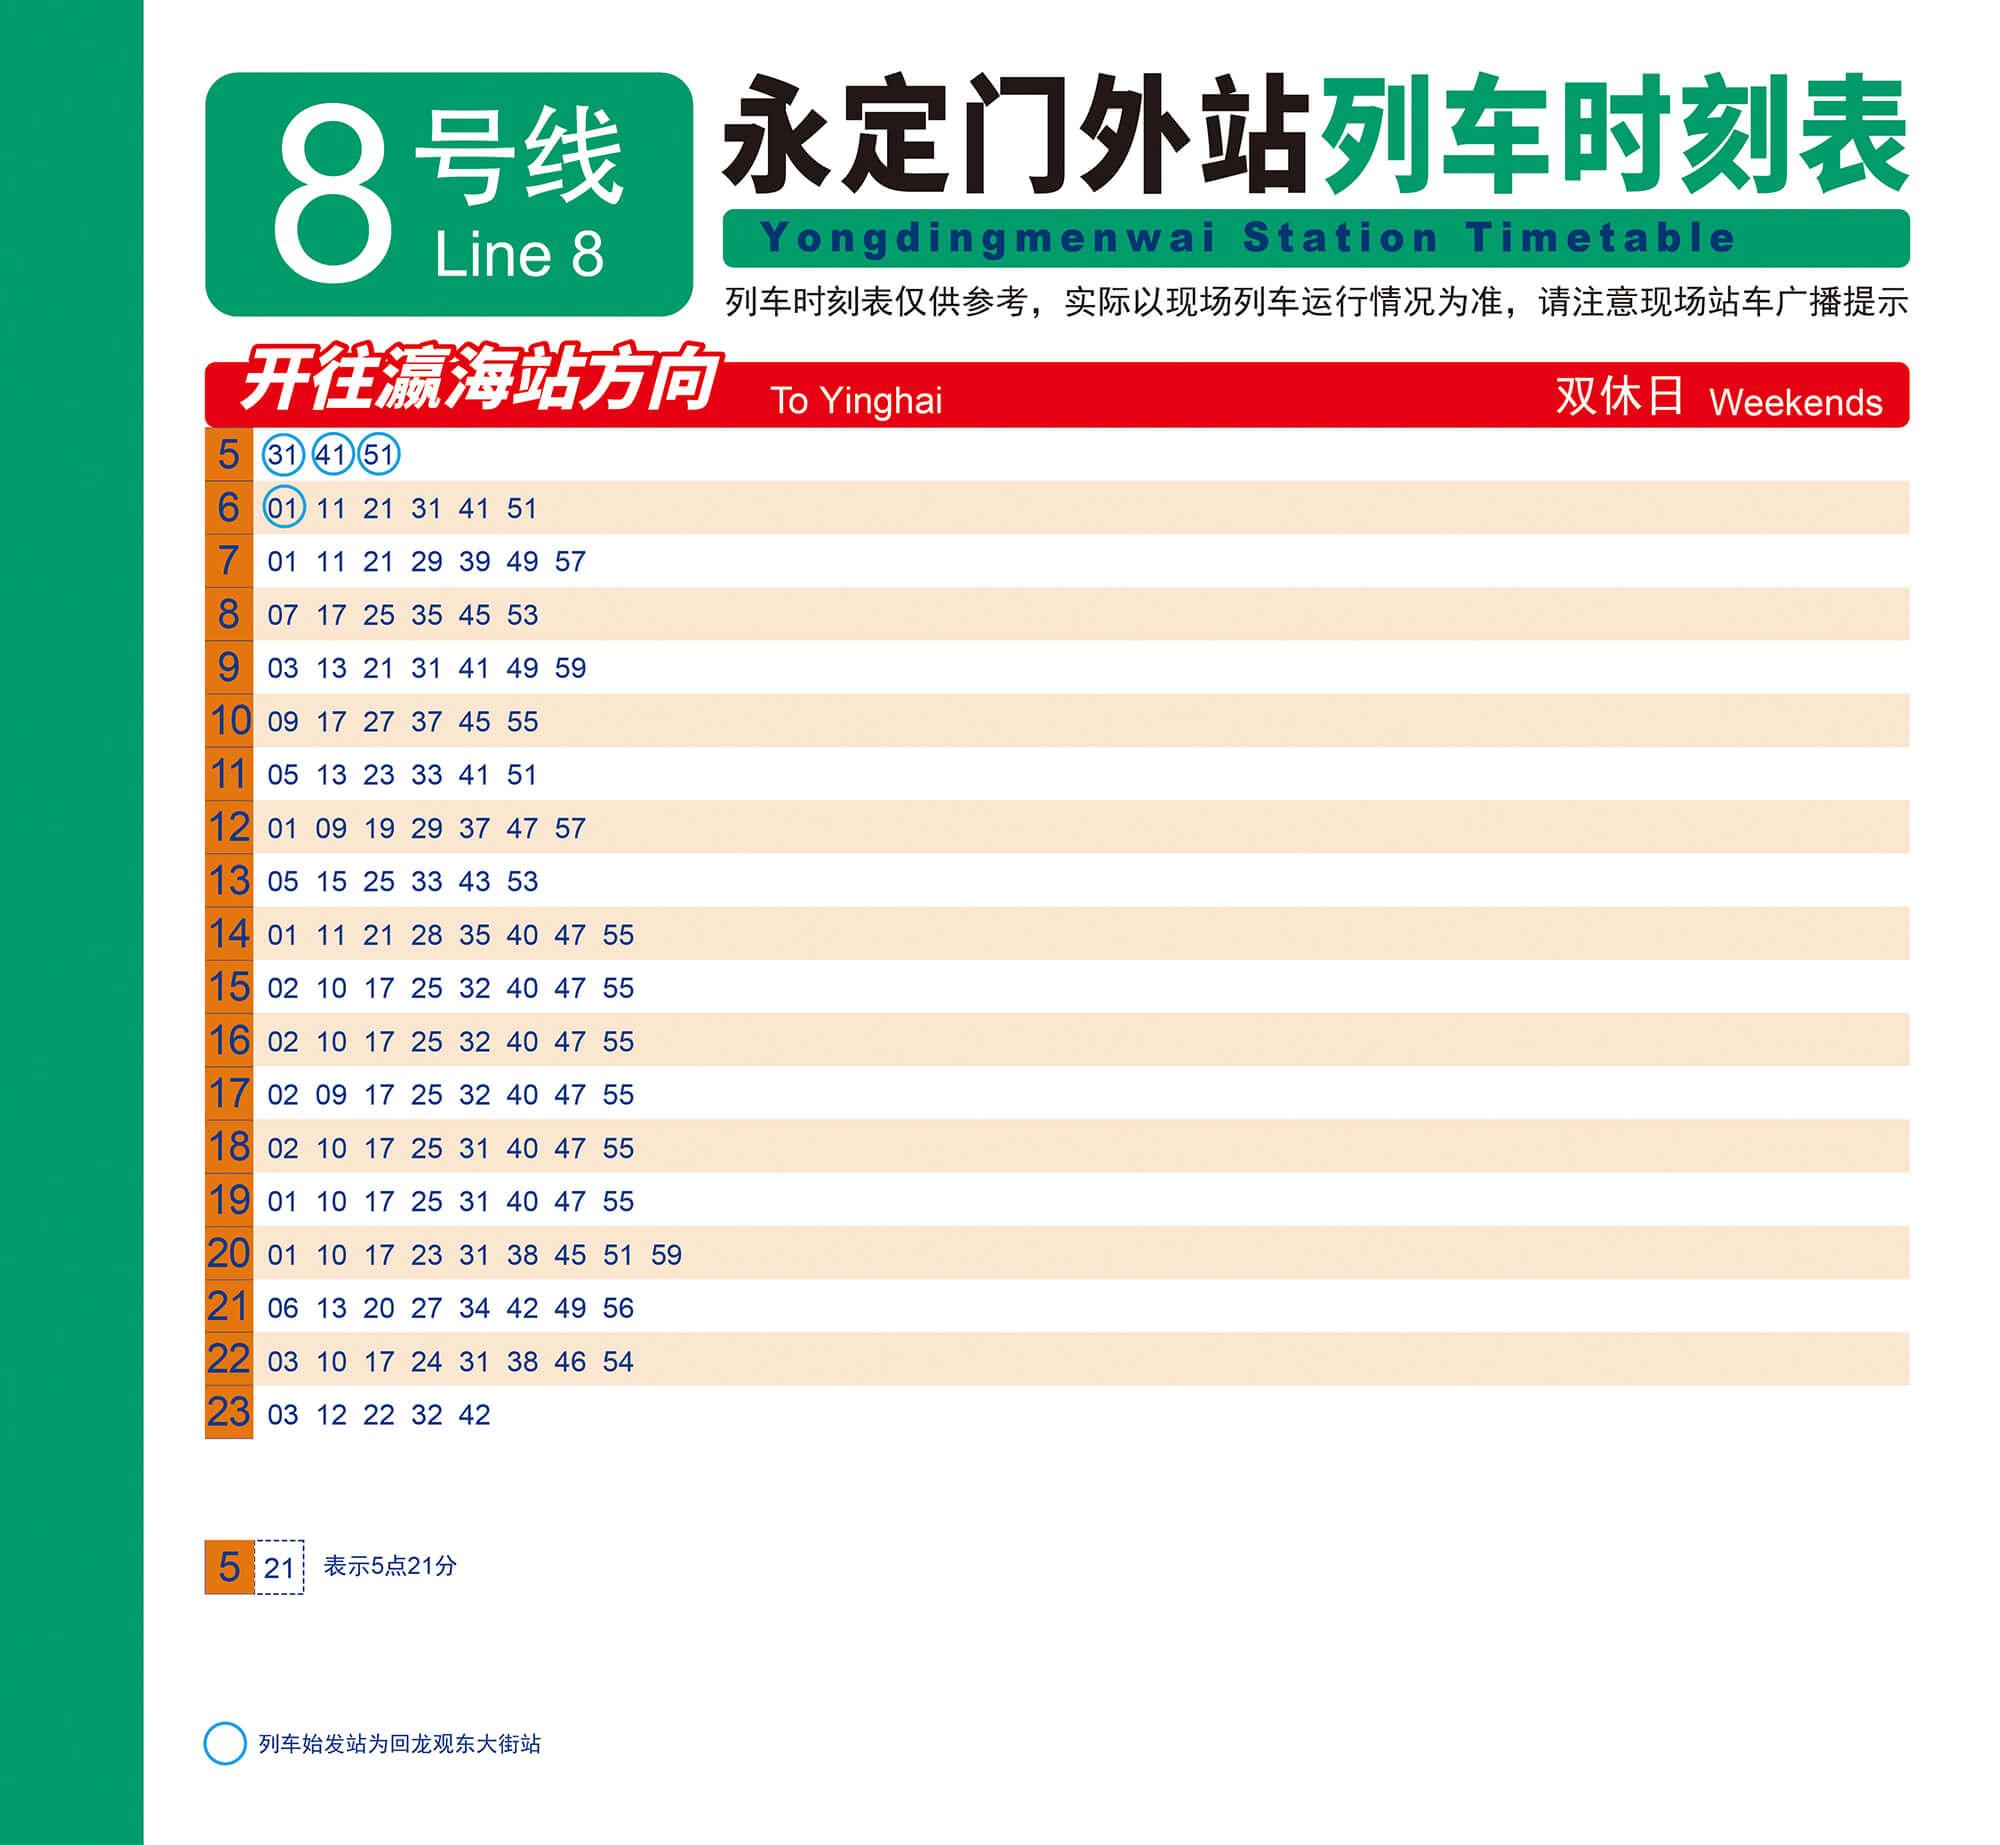 8号线
Line 8
永定门外站列车时刻表
Yongdingmenwai Station Timetable
列车时刻表仅供参考，实际以现场列车运行情况为准，请注意现场站车广播提示
开往瀛海站方向 To Yinghai 双休日 Weekends
5 31 41 51
6 01 11 21 31 41 51
7 01 11 21 29 39 49 57
8 07 17 25 35 45 53
9 03 13 21 31 41 49 59
10 09 17 27 37 45 55
11 05 13 23 33 41 51
12 01 09 19 29 37 47 57
13 05 15 25 33 43 53
14 01 11 21 28 35 40 47 55
15 02 10 17 25 32 40 47 55
16 02 10 17 25 32 40 47 55
17 02 09 17 25 32 40 47 55
18 02 10 17 25 31 40 47 55
19 01 10 17 25 31 40 47 55
20 01 10 17 23 31 38 45 51 59
21 06 13 20 27 34 42 49 56
22 03 10 17 24 31 38 46 54
23 03 12 22 32 42
5 21 表示5点21分
列车始发站为回龙观东大街站